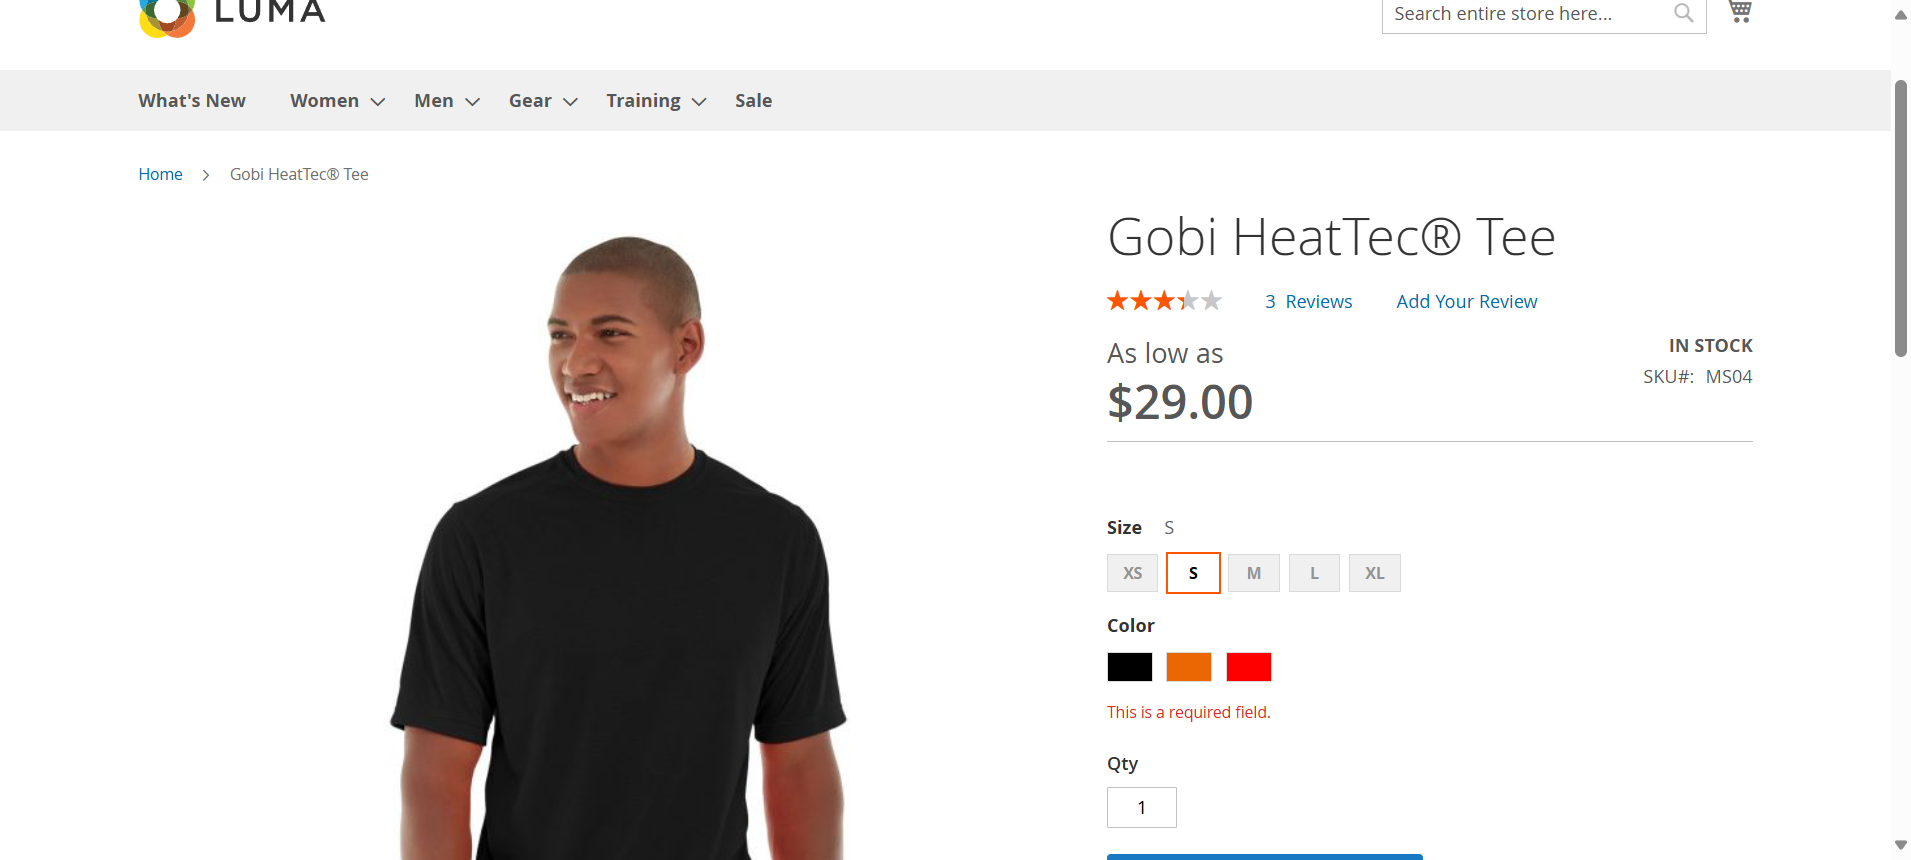 LUMA
Search entire store here...
What's New Women Men Gear Training Sale
Home > Gobi HeatTec® Tee
Gobi HeatTec® Tee
3 Reviews Add Your Review
As low as
$29.00
IN STOCK
SKU#: MS04
Size S
XS S M L XL
Color
This is a required field.
Qty
1